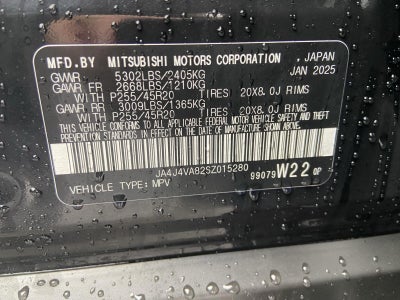 MFD.BY MITSUBISHI MOTORS CORPORATION, JAPAN
GVWR 5302LBS/2405KG JAN 2025
GAWR FR 2668LBS/1210KG
WITH P255/45R20 TIRES 20X8.0J RIMS
GAWR RR 3009LBS/1365KG
WITH P255/45R20 TIRES 20X8.0J RIMS
THIS VEHICLE CONFORMS TO ALL APPLICABLE FEDERAL MOTOR VEHICLE SAFETY, BUMPER, AND THEFT
PREVENTION STANDARDS IN EFFECT ON THE DATE OF MANUFACTURE SHOWN ABOVE.
JA4J4VA82SZ015280
VEHICLE TYPE: MPV 99079 W22 OP